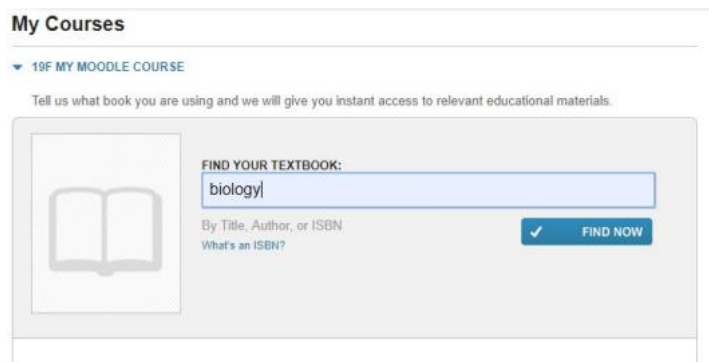 My Courses
19F MY MOODLE COURSE
Tell us what book you are using and we will give you instant access to relevant educational materials.
FIND YOUR TEXTBOOK:
biology
By Title, Author, or ISBN
FIND NOW
What's an ISBN?